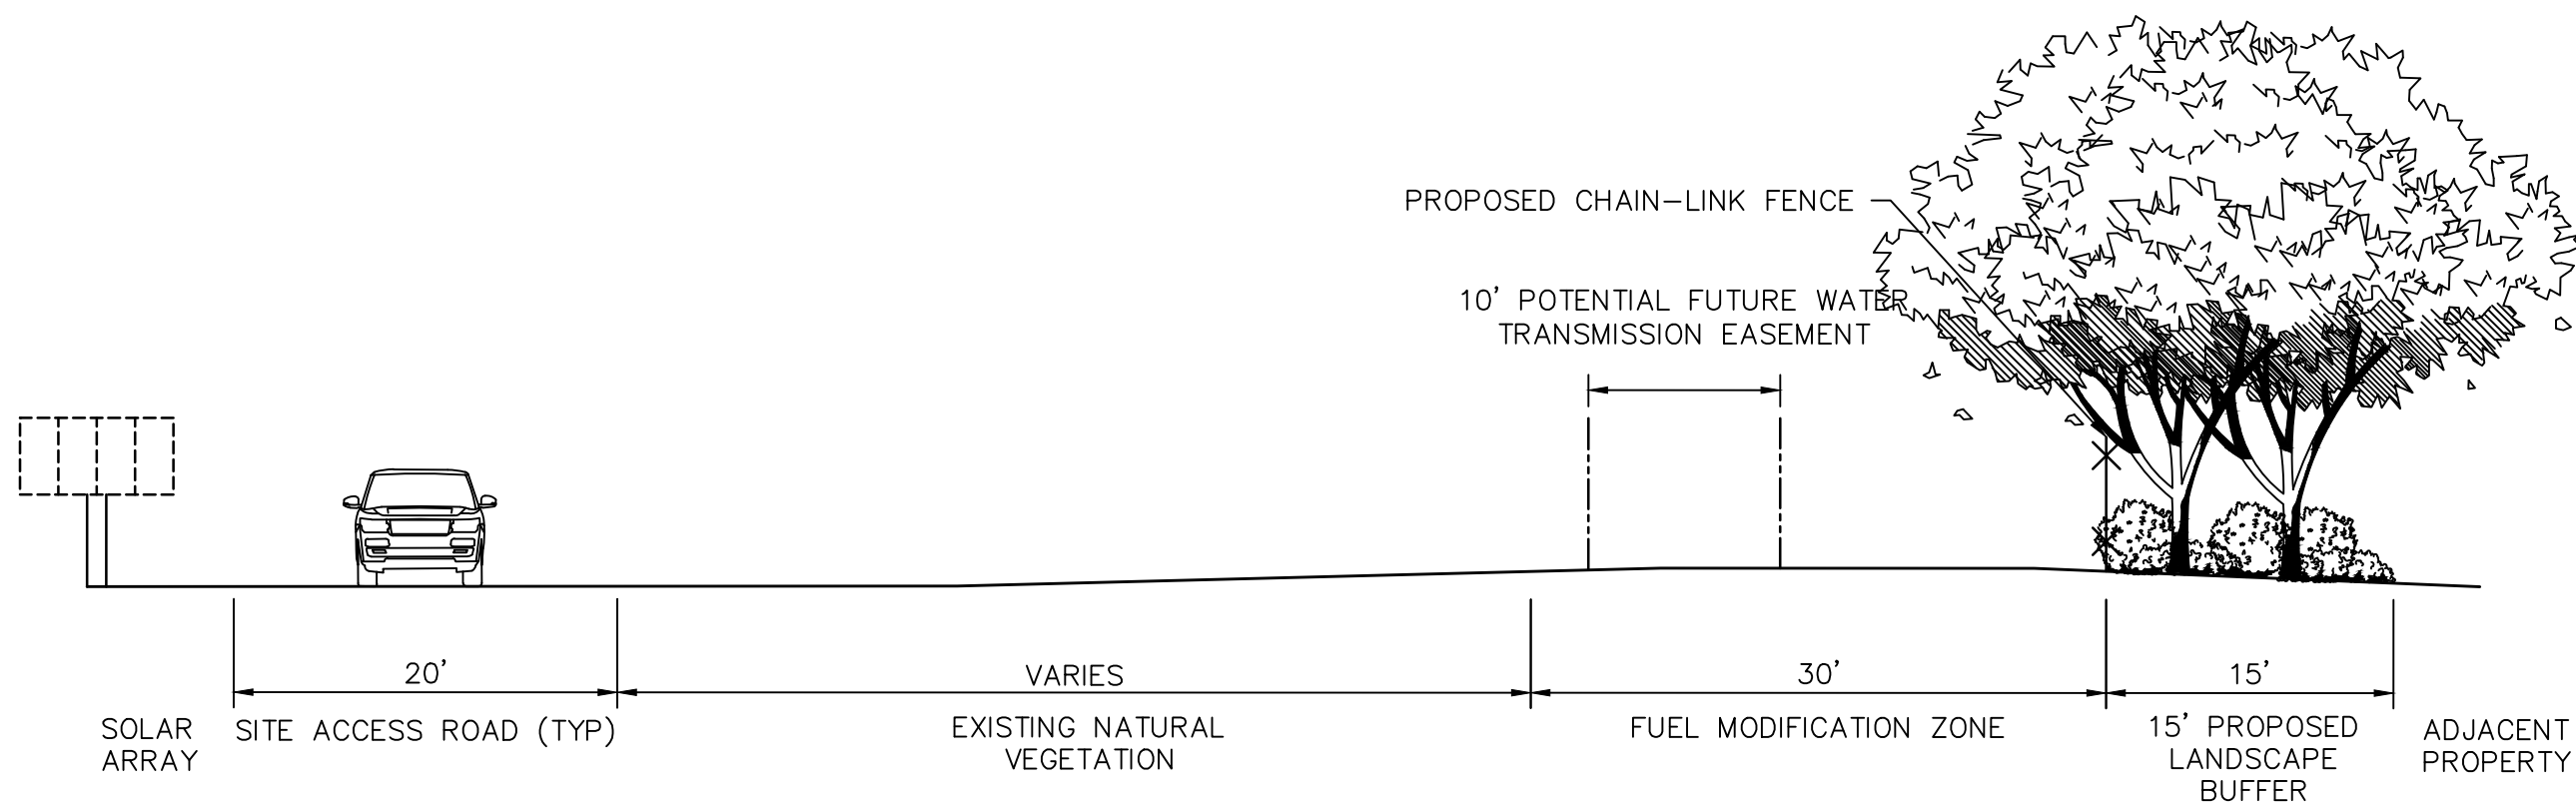 PROPOSED CHAIN-LINK FENCE
10' POTENTIAL FUTURE WATER
TRANSMISSION EASEMENT
20'
VARIES
30'
15'
SOLAR
ARRAY
SITE ACCESS ROAD (TYP)
EXISTING NATURAL
VEGETATION
FUEL MODIFICATION ZONE
15' PROPOSED
LANDSCAPE
BUFFER
ADJACENT
PROPERTY